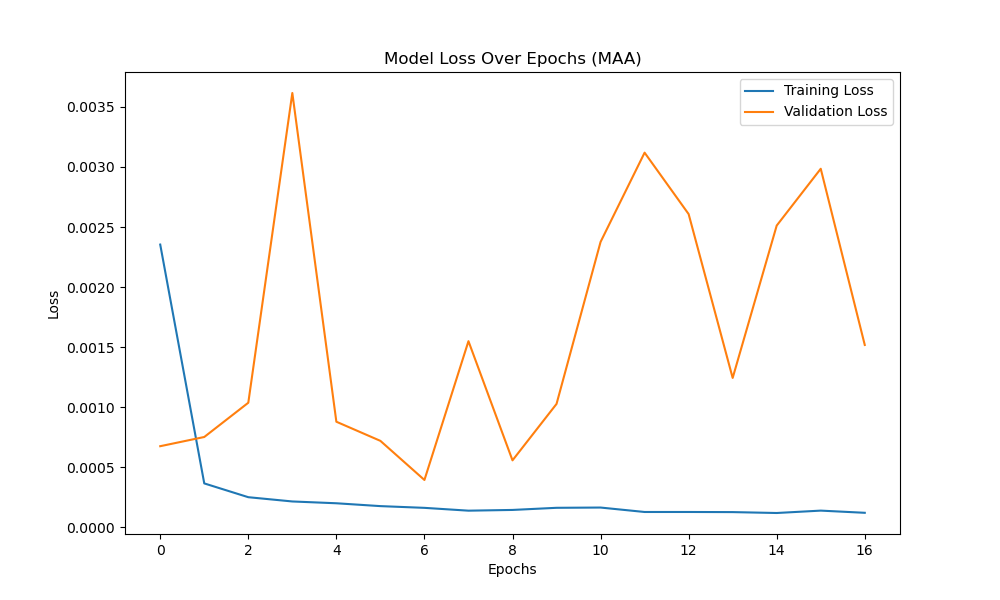 Model Loss Over Epochs (MAA)
Training Loss
Validation Loss
0.0035
0.0030
0.0025
0.0020
0.0015
0.0010
0.0005
0.0000
Loss
0 2 4 6 8 10 12 14 16
Epochs